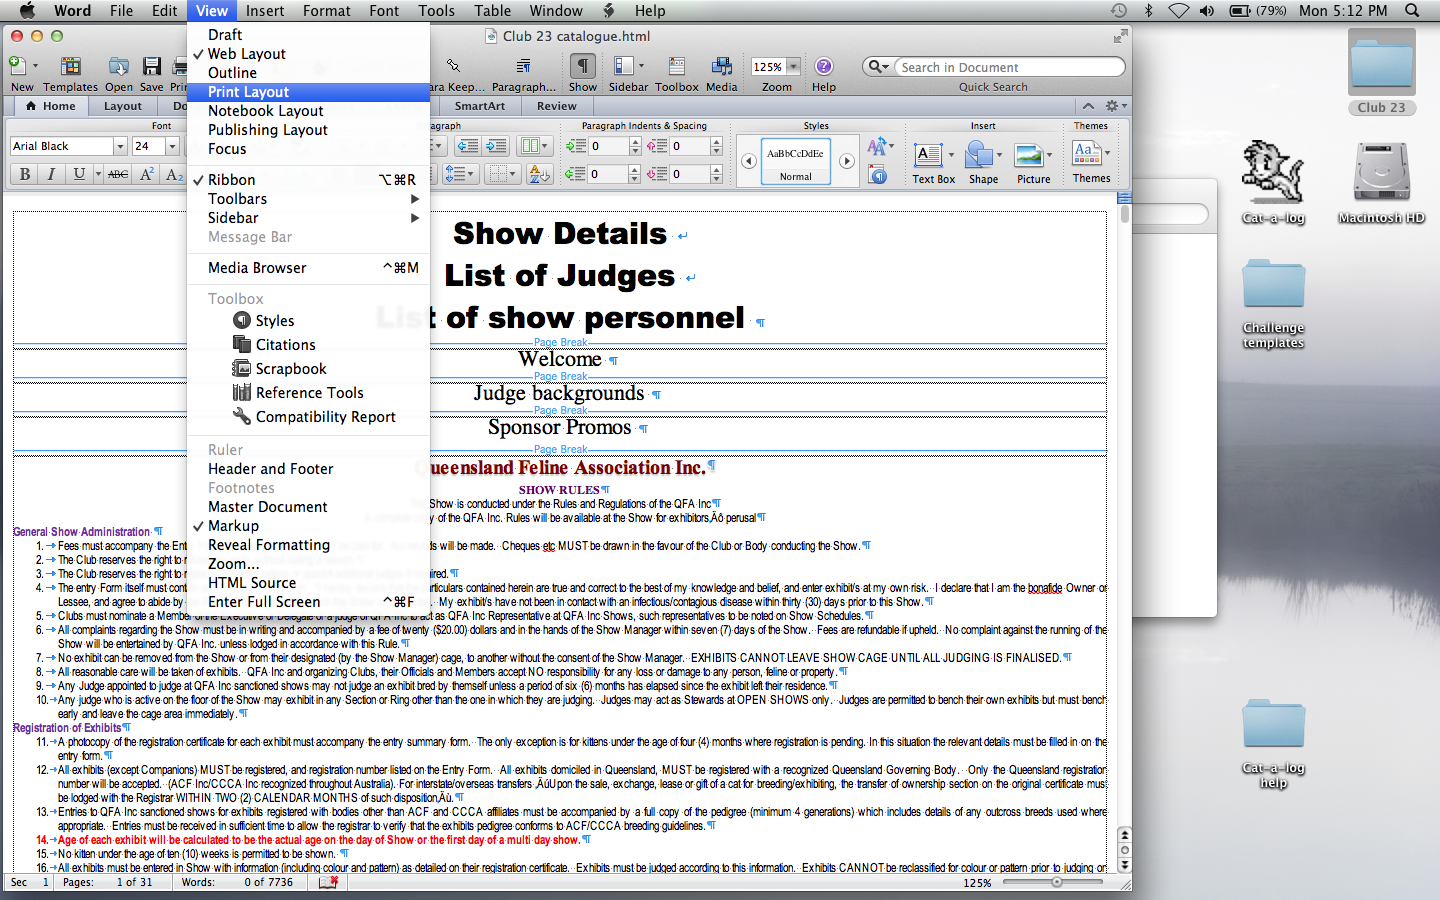 Word File Edit View Insert Format Font Tools Table Window Help (79%) Mon 5:12 PM
Club 23 catalogue.html
New Templates Open Save Prin ara Keep... Paragraph... Show Sidebar Toolbox Media 125% Zoom Help Search in Document Quick Search
Home Layout Do SmartArt Review
Font ragraph Paragraph Indents & Spacing Styles Insert Themes
Arial Black 24 0 0 AaBbCcDdEe Aa
B I U ABC A2 A2 0 0 Normal Text Box Shape Picture Themes
Draft
Web Layout
Outline
Print Layout
Notebook Layout
Publishing Layout
Focus
Ribbon ⌥⌘R
Toolbars
Sidebar
Message Bar
Media Browser ^⌘M
Toolbox
Styles
Citations
Scrapbook
Reference Tools
Compatibility Report
Ruler
Header and Footer
Footnotes
Master Document
Markup
Reveal Formatting
Zoom...
HTML Source
Enter Full Screen ^⌘F
Show Details
List of Judges
List of show personnel
Page Break
Welcome
Page Break
Judge backgrounds
Page Break
Sponsor Promos
Page Break
Queensland Feline Association Inc.
SHOW RULES
Show is conducted under the Rules and Regulations of the QFA Inc
y of the QFA Inc. Rules will be available at the Show for exhibitors‚Äô perusal
General Show Administration
1. Fees must accompany the Ent will be made. Cheques etc MUST be drawn in the favour of the Club or Body conducting the Show.
2. The Club reserves the right to
3. The Club reserves the right to ired.
4. The entry Form itself must cont articulars contained herein are true and correct to the best of my knowledge and belief, and enter exhibit/s at my own risk. I declare that I am the bonafide Owner or
Lessee, and agree to abide by My exhibit/s have not been in contact with an infectious/contagious disease within thirty (30) days prior to this Show.
5. Clubs must nominate a Member of the Executive or Delegate or a judge of QFA Inc to act as QFA Inc Representative at QFA Inc Shows, such representatives to be noted on Show Schedules.
6. All complaints regarding the Show must be in writing and accompanied by a fee of twenty ($20.00) dollars and in the hands of the Show Manager within seven (7) days of the Show. Fees are refundable if upheld. No complaint against the running of the
Show will be entertained by QFA Inc. unless lodged in accordance with this Rule.
7. No exhibit can be removed from the Show or from their designated (by the Show Manager) cage, to another without the consent of the Show Manager. EXHIBITS CANNOT LEAVE SHOW CAGE UNTIL ALL JUDGING IS FINALISED.
8. All reasonable care will be taken of exhibits. QFA Inc and organizing Clubs, their Officials and Members accept NO responsibility for any loss or damage to any person, feline or property.
9. Any Judge appointed to judge at QFA Inc sanctioned shows may not judge an exhibit bred by themself unless a period of six (6) months has elapsed since the exhibit left their residence.
10. Any judge who is active on the floor of the Show may exhibit in any Section or Ring other than the one in which they are judging. Judges may act as Stewards at OPEN SHOWS only. Judges are permitted to bench their own exhibits but must bench
early and leave the cage area immediately.
Registration of Exhibits
11. A photocopy of the registration certificate for each exhibit must accompany the entry summary form. The only exception is for kittens under the age of four (4) months where registration is pending. In this situation the relevant details must be filled in on the
entry form.
12. All exhibits (except Companions) MUST be registered, and registration number listed on the Entry Form. All exhibits domiciled in Queensland, MUST be registered with a recognized Queensland Governing Body. Only the Queensland registration
number will be accepted. (ACF Inc/CCCA Inc recognized throughout Australia). For interstate/overseas transfers ‚ÄúUpon the sale, exchange, lease or gift of a cat for breeding/exhibiting, the transfer of ownership section on the original certificate must
be lodged with the Registrar WITHIN TWO (2) CALENDAR MONTHS of such disposition‚Äù.
13. Entries to QFA Inc sanctioned shows for exhibits registered with bodies other than ACF and CCCA affiliates must be accompanied by a full copy of the pedigree (minimum 4 generations) which includes details of any outcross breeds used where
appropriate. Entries must be received in sufficient time to allow the registrar to verify that the exhibits pedigree conforms to ACF/CCCA breeding guidelines.
14. Age of each exhibit will be calculated to be the actual age on the day of Show or the first day of a multi day show.
15. No kitten under the age of ten (10) weeks is permitted to be shown.
16. All exhibits must be entered in Show with information (including colour and pattern) as detailed on their registration certificate. Exhibits must be judged according to this information. Exhibits CANNOT be reclassified for colour or pattern prior to judging on
Sec 1 Pages: 1 of 31 Words: 0 of 7736 125%
Club 23
Cat-a-log
Macintosh HD
Challenge
templates
Cat-a-log
help